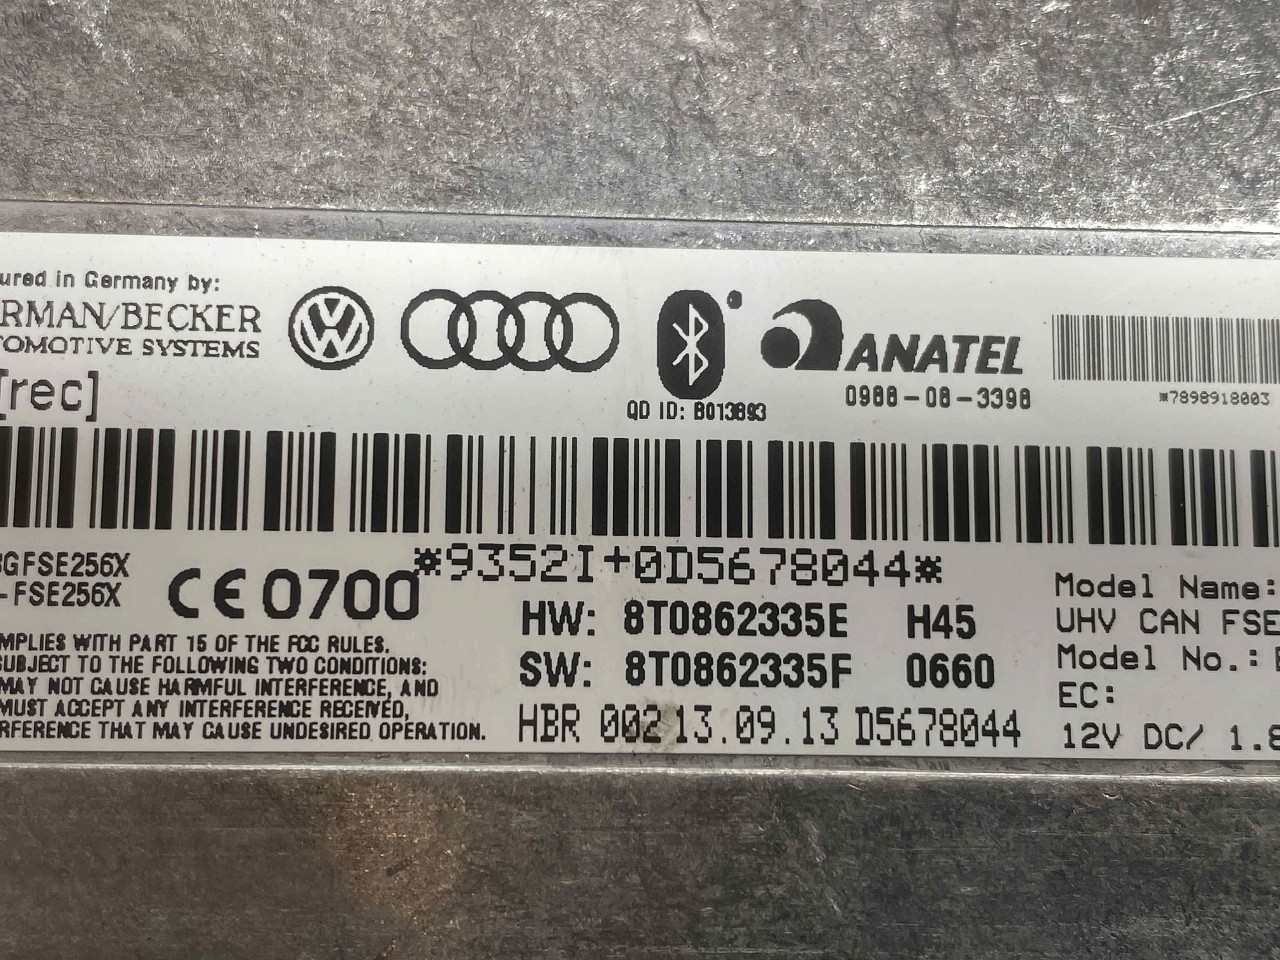 ured in Germany by:
RMAN/BECKER
TOMOTIVE SYSTEMS
[rec]
QD ID: B013893
ANATEL
0988-08-3398
*7898918003
*9352I+0D5678044*
GFSE256X
-FSE256X
CE 0700
MPLIES WITH PART 15 OF THE FCC RULES.
SUBJECT TO THE FOLLOWING TWO CONDITIONS:
MAY NOT CAUSE HARMFUL INTERFERENCE, AND
MUST ACCEPT ANY INTERFERENCE RECEIVED,
RFERENCE THAT MAY CAUSE UNDESIRED OPERATION.
HW: 8T0862335E H45
SW: 8T0862335F 0660
HBR 002 13.09.13 D5678044
Model Name:
UHV CAN FSE
Model No.:
EC:
12V DC/ 1.8